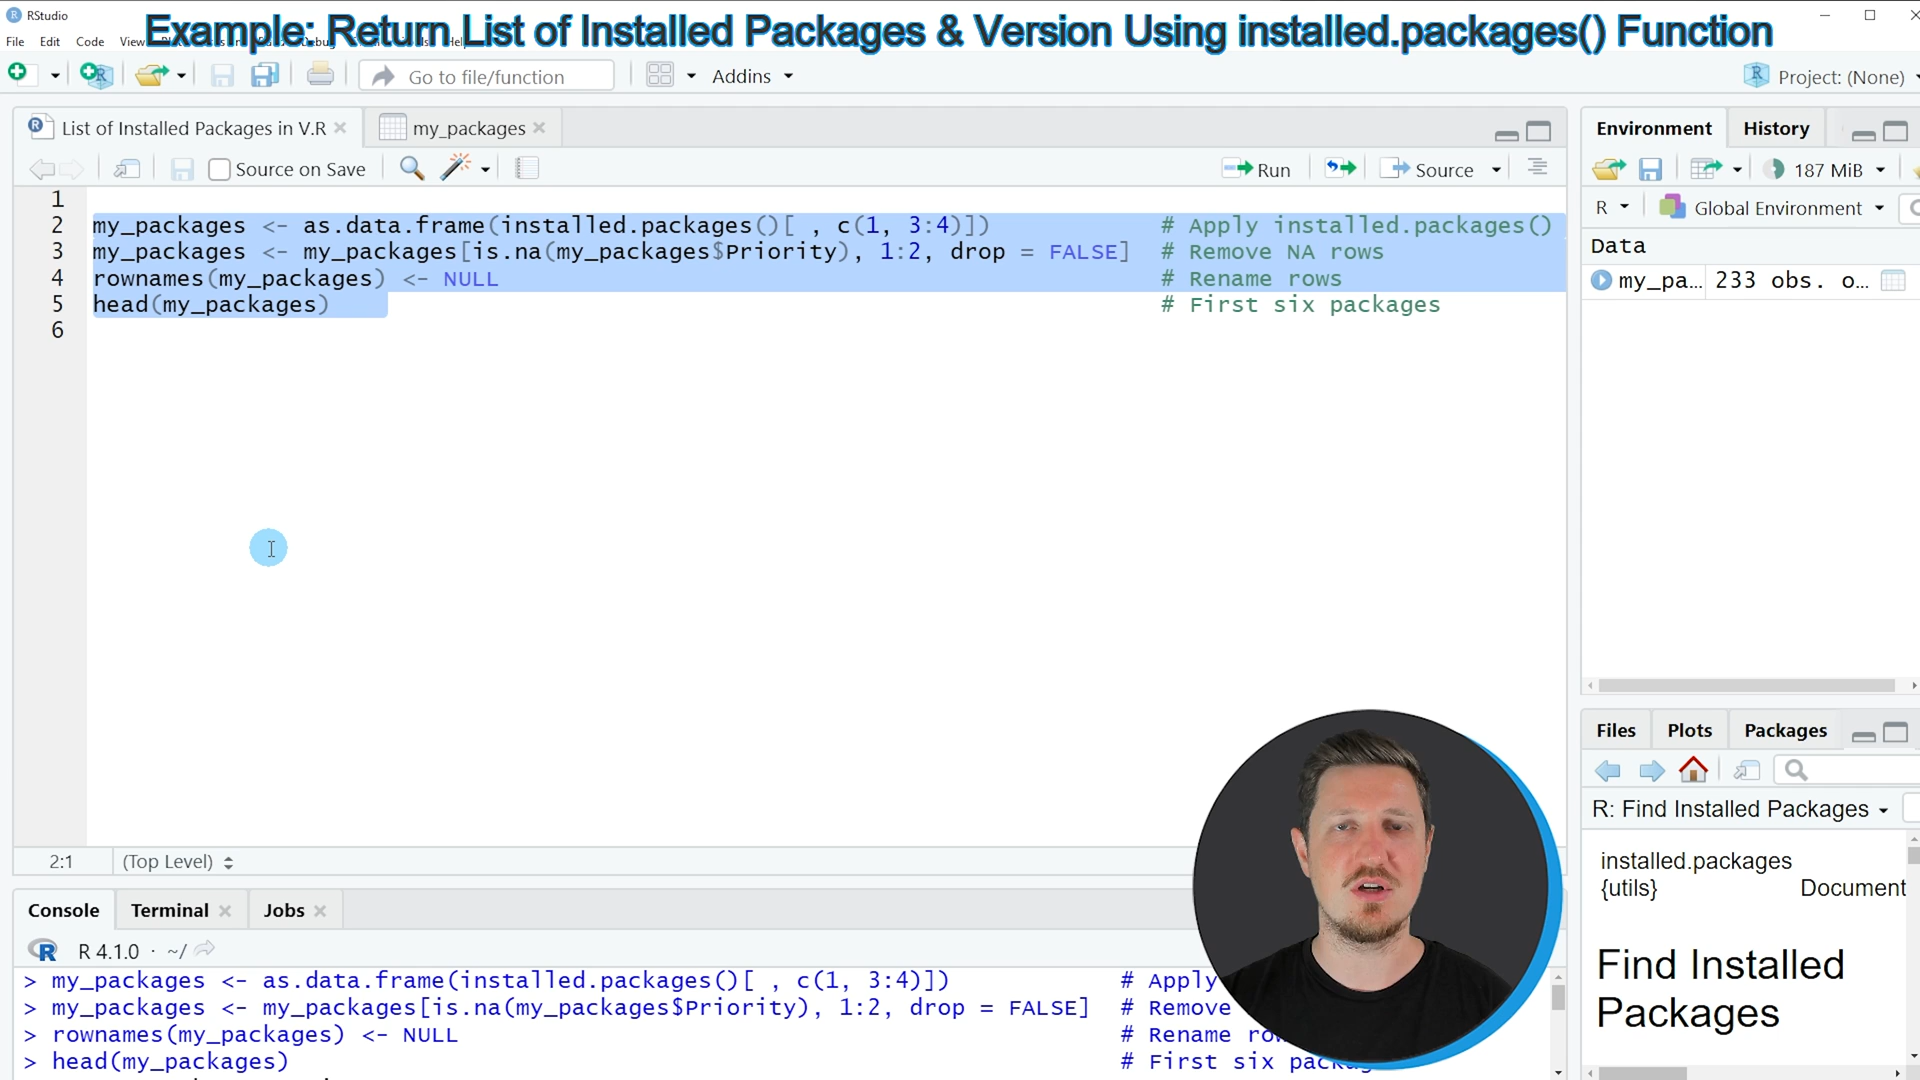 RStudio
Example: Return List of Installed Packages & Version Using installed.packages() Function
File Edit Code View
Go to file/function
Addins
Project: (None)
List of Installed Packages in V.R
my_packages
Source on Save
Run
Source
1
2 my_packages <- as.data.frame(installed.packages()[ , c(1, 3:4)]) # Apply installed.packages()
3 my_packages <- my_packages[is.na(my_packages$Priority), 1:2, drop = FALSE] # Remove NA rows
4 rownames(my_packages) <- NULL # Rename rows
5 head(my_packages) # First six packages
6
2:1 (Top Level)
Console Terminal Jobs
R 4.1.0 · ~/
> my_packages <- as.data.frame(installed.packages()[ , c(1, 3:4)]) # Apply
> my_packages <- my_packages[is.na(my_packages$Priority), 1:2, drop = FALSE] # Remove
> rownames(my_packages) <- NULL # Rename ro
> head(my_packages) # First six pac
Environment History
187 MiB
R Global Environment
Data
my_pa... 233 obs. o...
Files Plots Packages
R: Find Installed Packages
installed.packages
{utils} Document
Find Installed
Packages